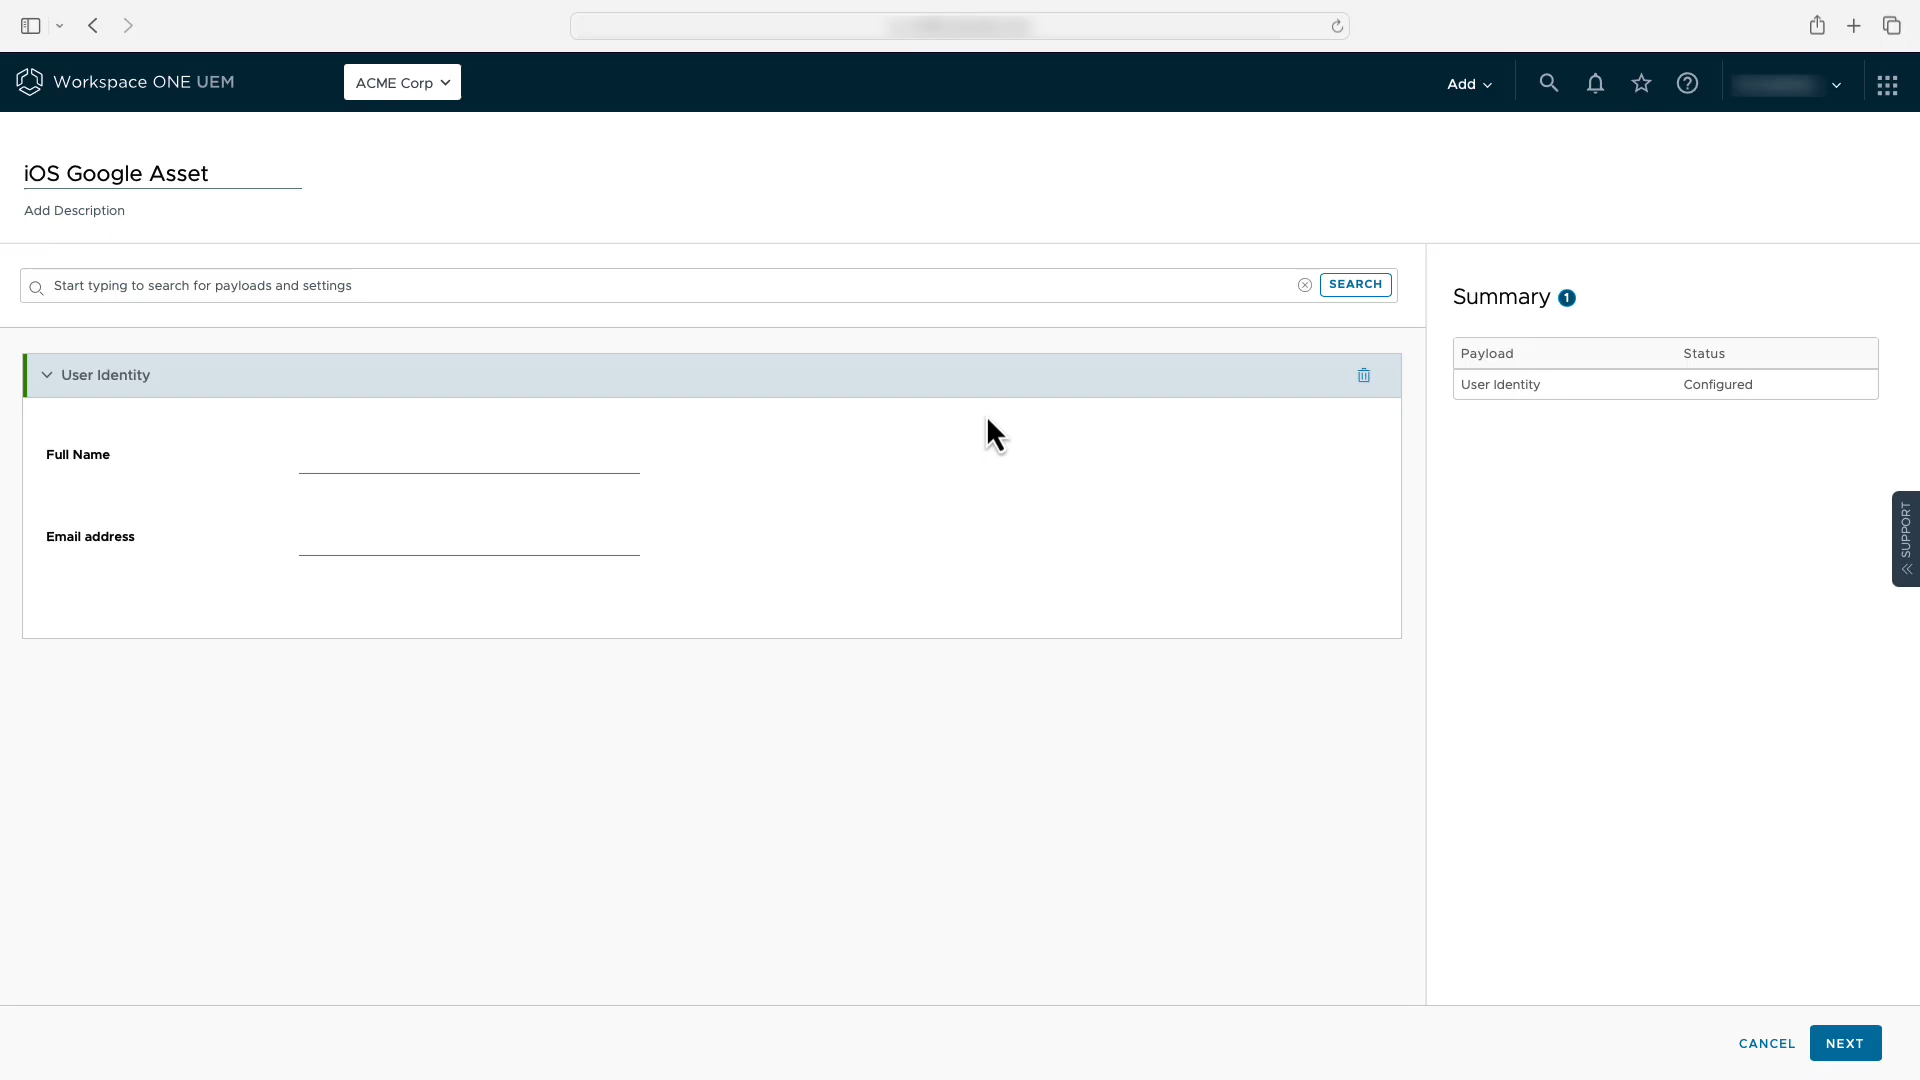 Workspace ONE UEM
ACME Corp
Add
iOS Google Asset
Add Description
Start typing to search for payloads and settings
SEARCH
Summary 1
Payload Status
User Identity Configured
User Identity
Full Name
Email address
SUPPORT
CANCEL NEXT